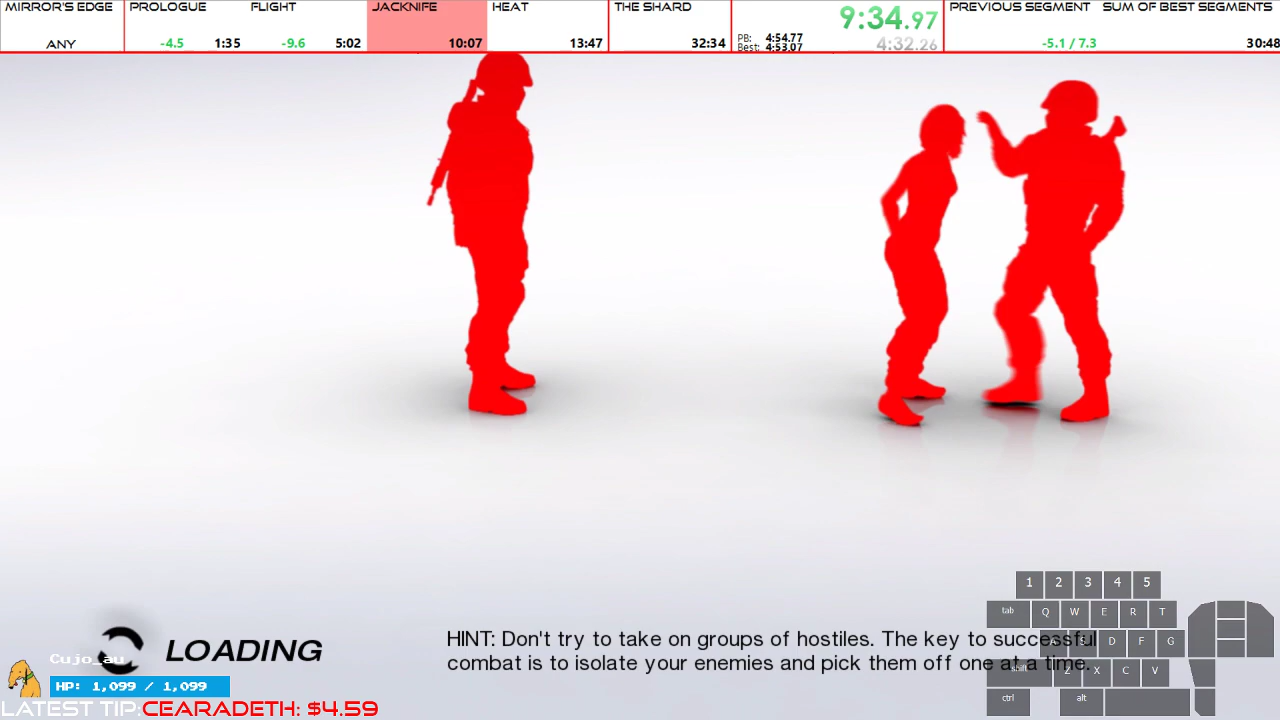 MIRROR'S EDGE
ANY
PROLOGUE
-4.5 1:35
FLIGHT
-9.6 5:02
JACKNIFE
10:07
HEAT
13:47
THE SHARD
32:34
9:34.97
PB: 4:54.77
Best: 4:53.07
4:32.26
PREVIOUS SEGMENT
-5.1 / 7.3
SUM OF BEST SEGMENTS
30:48
LOADING
HINT: Don't try to take on groups of hostiles. The key to successful
combat is to isolate your enemies and pick them off one at a time.
Cujo_au
HP: 1,099 / 1,099
LATEST TIP: CEARADETH: $4.59
1 2 3 4 5
tab Q W E R T
A S D F G
shift Z X C V
ctrl alt